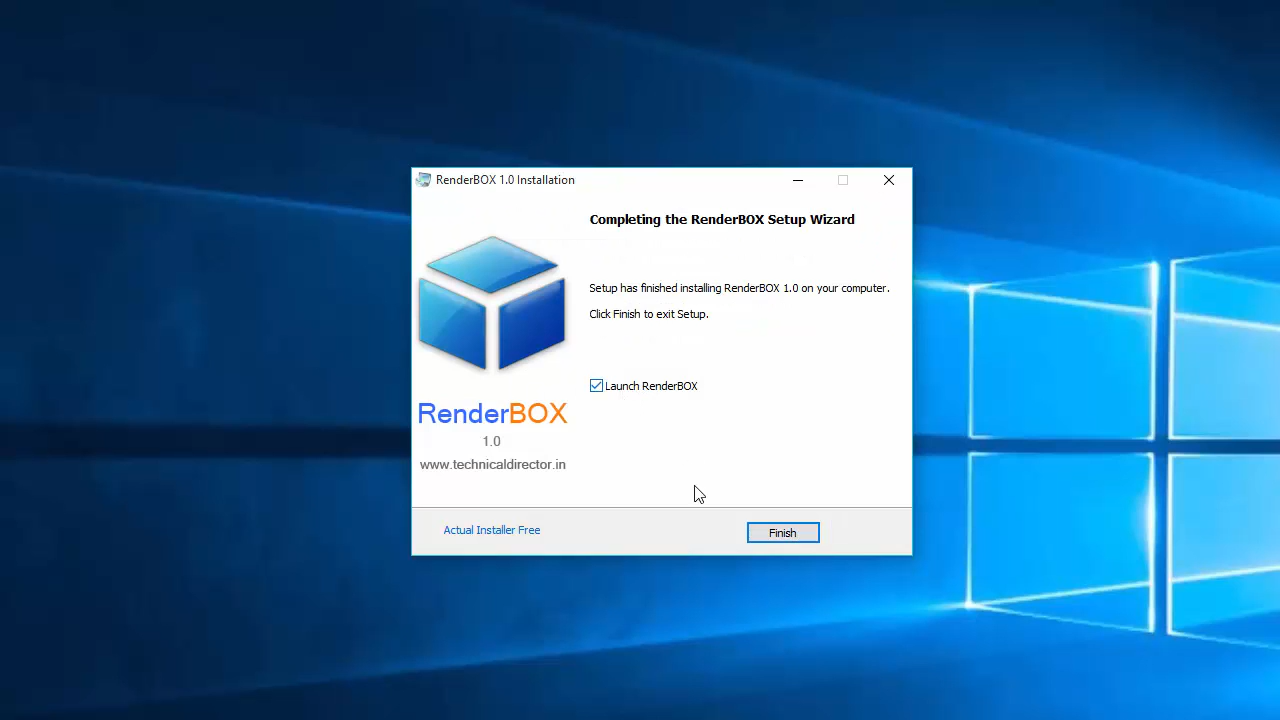 RenderBOX 1.0 Installation
Completing the RenderBOX Setup Wizard
Setup has finished installing RenderBOX 1.0 on your computer.
Click Finish to exit Setup.
Launch RenderBOX
RenderBOX
1.0
www.technicaldirector.in
Actual Installer Free
Finish